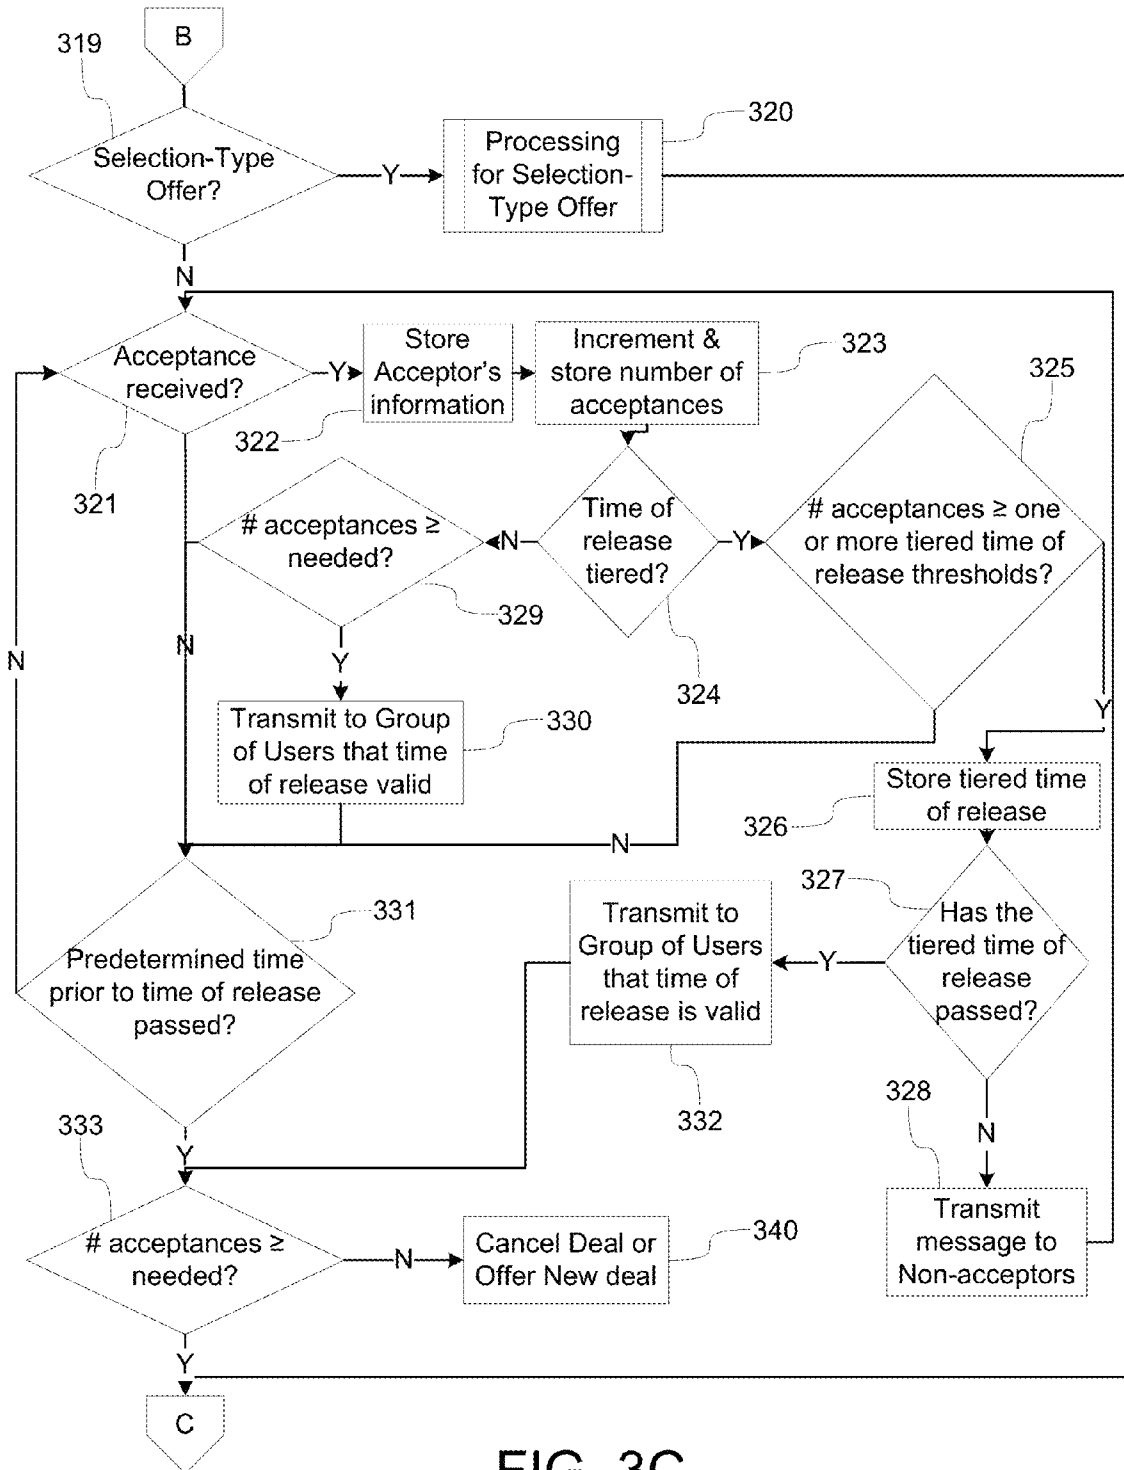 B
319
Selection-Type
Offer?
Y
320
Processing
for Selection-
Type Offer
N
Acceptance
received?
321
Y
Store
Acceptor's
information
322
Increment &
store number of
acceptances
323
325
# acceptances ≥
needed?
329
N
Time of
release
tiered?
324
Y
# acceptances ≥ one
or more tiered time of
release thresholds?
N
N
Y
Y
Transmit to Group
of Users that time
of release valid
330
Store tiered time
of release
326
N
327
331
Predetermined time
prior to time of release
passed?
Transmit to
Group of Users
that time of
release is valid
332
Y
Has the
tiered time of
release
passed?
333
Y
328
N
# acceptances ≥
needed?
N
Cancel Deal or
Offer New deal
340
Transmit
message to
Non-acceptors
Y
C
FIG. 3C